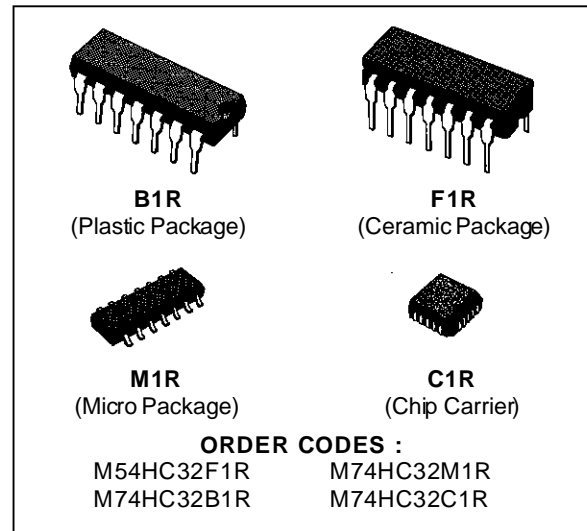 B1R
(Plastic Package)
F1R
(Ceramic Package)
M1R
(Micro Package)
C1R
(Chip Carrier)
ORDER CODES :
M54HC32F1R M74HC32M1R
M74HC32B1R M74HC32C1R